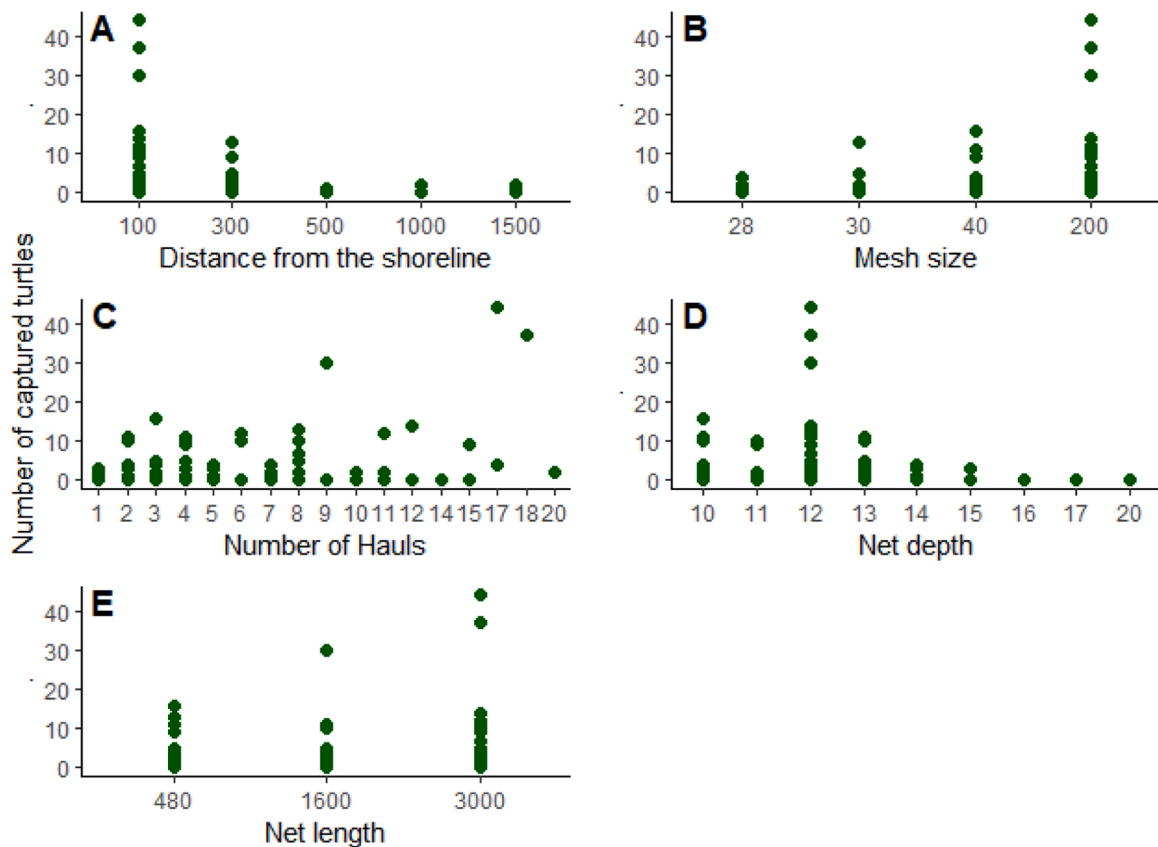 Number of captured turtles
A
40
30
20
10
0
100 300 500 1000 1500
Distance from the shoreline
B
40
30
20
10
0
28 30 40 200
Mesh size
C
40
30
20
10
0
1 2 3 4 5 6 7 8 9 10 11 12 14 15 17 18 20
Number of Hauls
D
40
30
20
10
0
10 11 12 13 14 15 16 17 20
Net depth
E
40
30
20
10
0
480 1600 3000
Net length